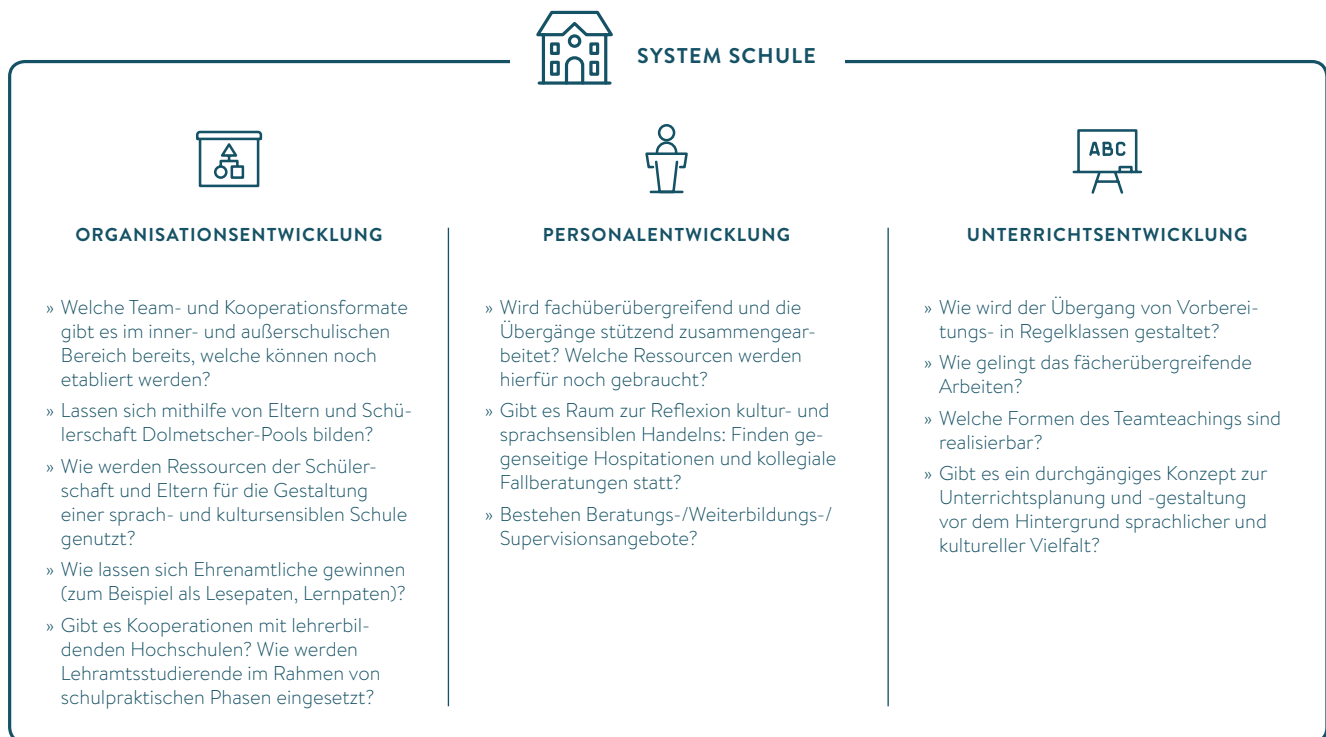 SYSTEM SCHULE
ABC
ORGANISATIONSENTWICKLUNG
» Welche Team- und Kooperationsformate
gibt es im inner- und außerschulischen
Bereich bereits, welche können noch
etabliert werden?
» Lassen sich mithilfe von Eltern und Schü-
lerschaft Dolmetscher-Pools bilden?
» Wie werden Ressourcen der Schüler-
schaft und Eltern für die Gestaltung
einer sprach- und kultursensiblen Schule
genutzt?
» Wie lassen sich Ehrenamtliche gewinnen
(zum Beispiel als Lesepaten, Lernpaten)?
» Gibt es Kooperationen mit lehrerbil-
denden Hochschulen? Wie werden
Lehramtsstudierende im Rahmen von
schulpraktischen Phasen eingesetzt?
PERSONALENTWICKLUNG
» Wird fachüberübergreifend und die
Übergänge stützend zusammengear-
beitet? Welche Ressourcen werden
hierfür noch gebraucht?
» Gibt es Raum zur Reflexion kultur- und
sprachsensiblen Handelns: Finden ge-
genseitige Hospitationen und kollegiale
Fallberatungen statt?
» Bestehen Beratungs-/Weiterbildungs-/
Supervisionsangebote?
UNTERRICHTSENTWICKLUNG
» Wie wird der Übergang von Vorberei-
tungs- in Regelklassen gestaltet?
» Wie gelingt das fächerübergreifende
Arbeiten?
» Welche Formen des Teamteachings sind
realisierbar?
» Gibt es ein durchgängiges Konzept zur
Unterrichtsplanung und -gestaltung
vor dem Hintergrund sprachlicher und
kultureller Vielfalt?